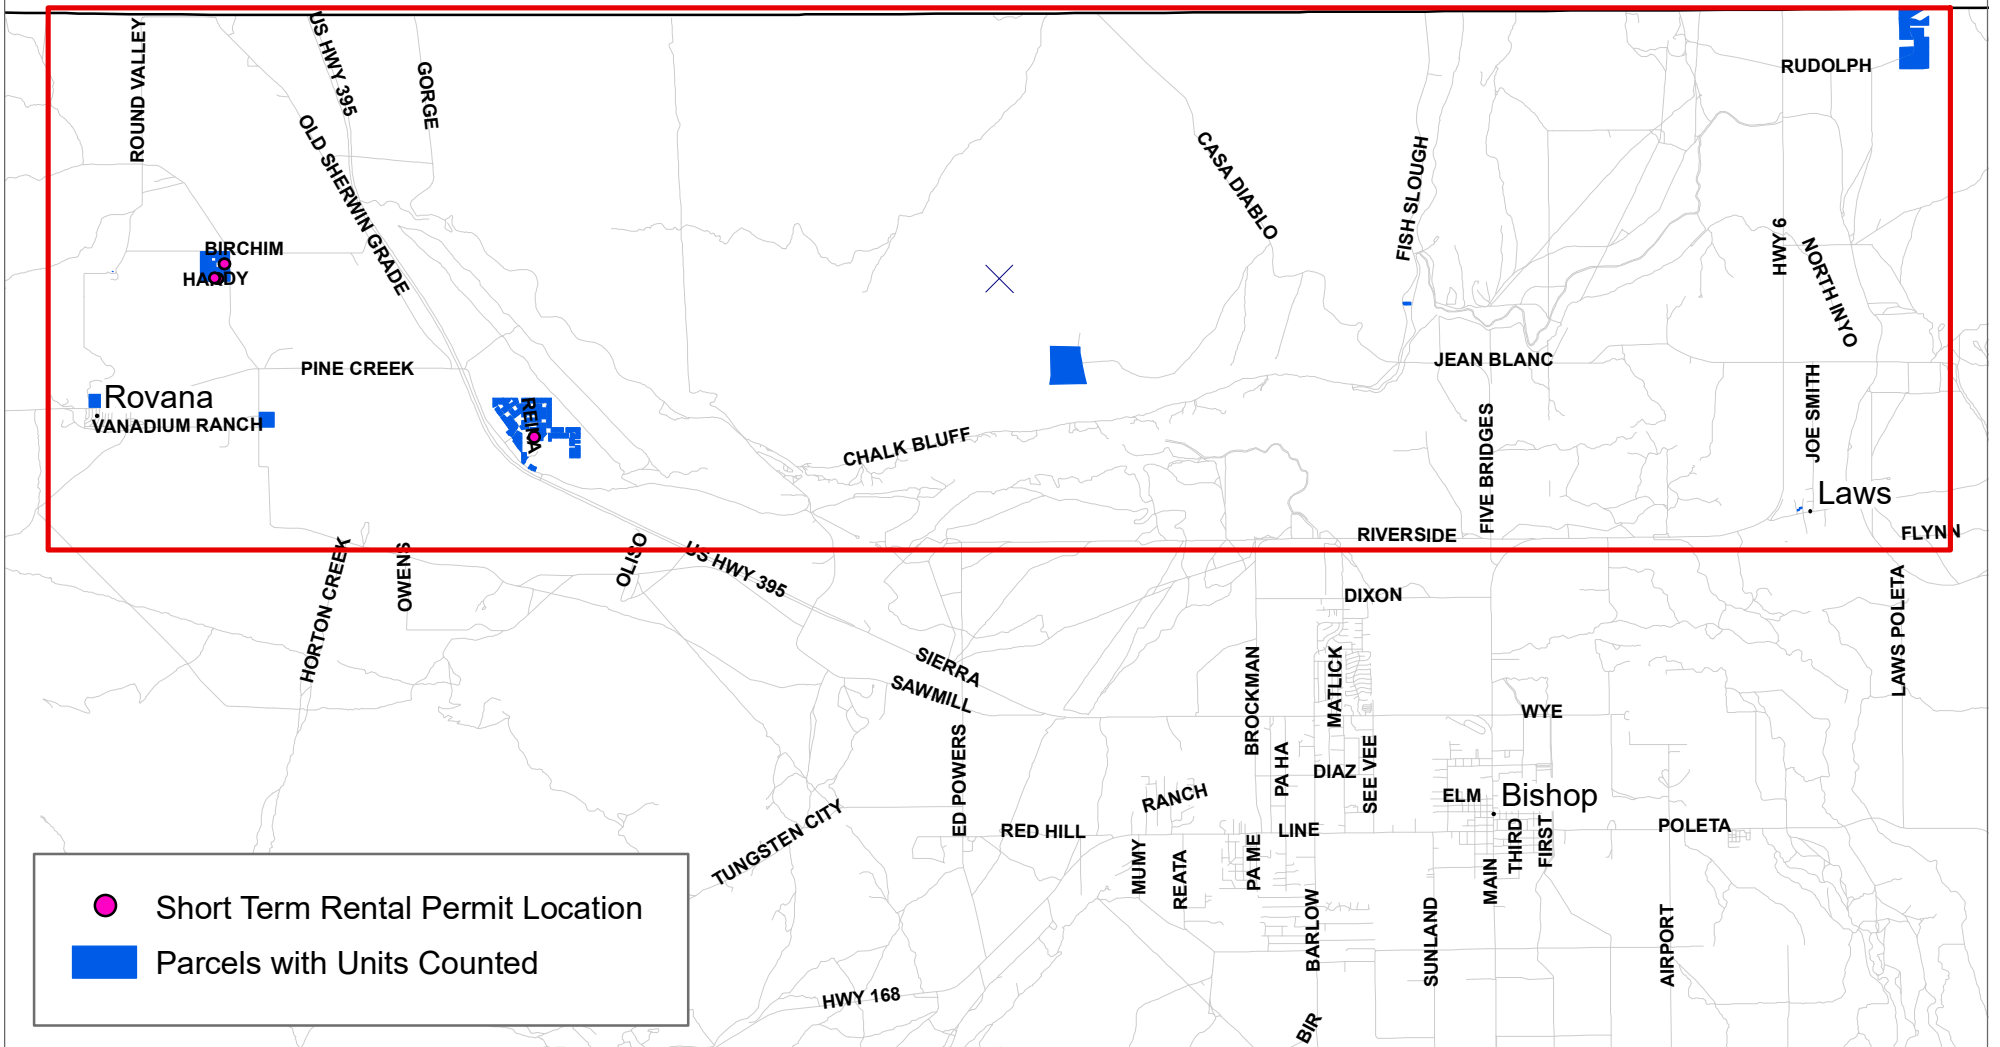 US HWY 395
ROUND VALLEY
GORGE
RUDOLPH
OLD SHERWIN GRADE
CASA DIABLO
FISH SLOUGH
BIRCHIM
HARDY
HWY 6
NORTH INYO
PINE CREEK
JEAN BLANC
Rovana
VANADIUM RANCH
REINA
CHALK BLUFF
FIVE BRIDGES
JOE SMITH
Laws
RIVERSIDE
FLYNN
HORTON CREEK
OWENS
OLISO
US HWY 395
DIXON
LAWS POLETA
SIERRA
SAWMILL
BROCKMAN
MATLICK
WYE
ED POWERS
PA HA
DIAZ
SEE VEE
RANCH
ELM
Bishop
TUNGSTEN CITY
RED HILL
LINE
THIRD
FIRST
POLETA
MUMY
REATA
PA ME
MAIN
BARLOW
SUNLAND
AIRPORT
Short Term Rental Permit Location
Parcels with Units Counted
HWY 168
BIR